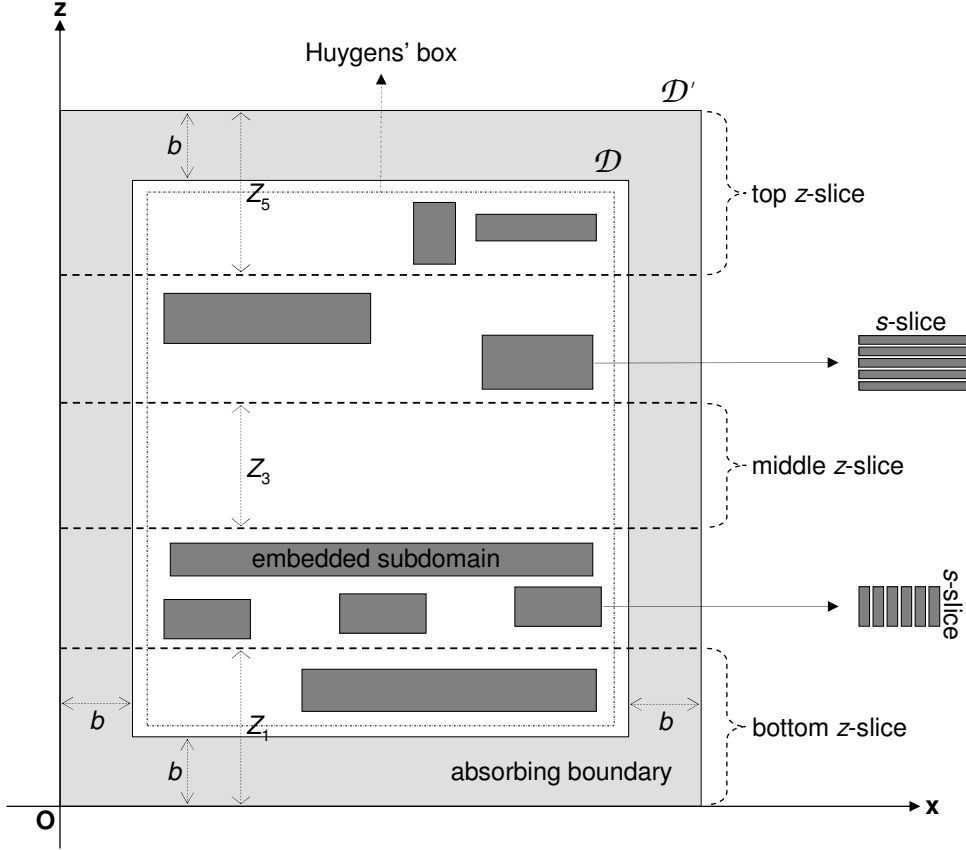 z
Huygens' box
𝒟'
b
𝒟
Z5
top z-slice
s-slice
Z3
middle z-slice
embedded subdomain
s-slice
b
Z1
b
bottom z-slice
b
absorbing boundary
O
x